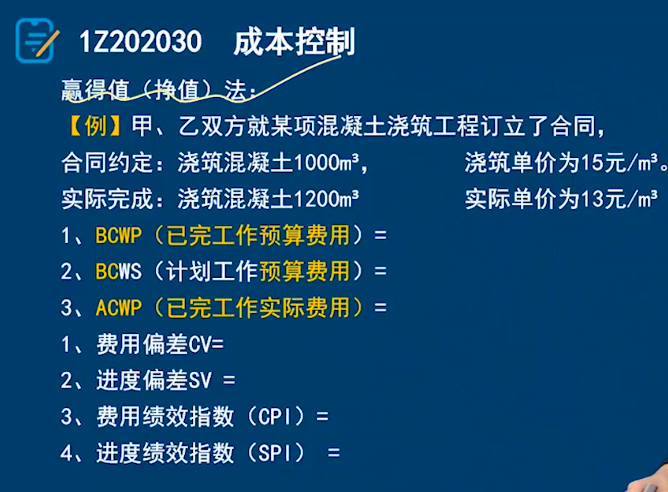 1Z202030 成本控制
赢得值（挣值）法：
【例】甲、乙双方就某项混凝土浇筑工程订立了合同，
合同约定：浇筑混凝土1000m³， 浇筑单价为15元/m³。
实际完成：浇筑混凝土1200m³ 实际单价为13元/m³
1、BCWP（已完工作预算费用）=
2、BCWS（计划工作预算费用）=
3、ACWP（已完工作实际费用）=
1、费用偏差CV=
2、进度偏差SV =
3、费用绩效指数（CPI）=
4、进度绩效指数（SPI） =